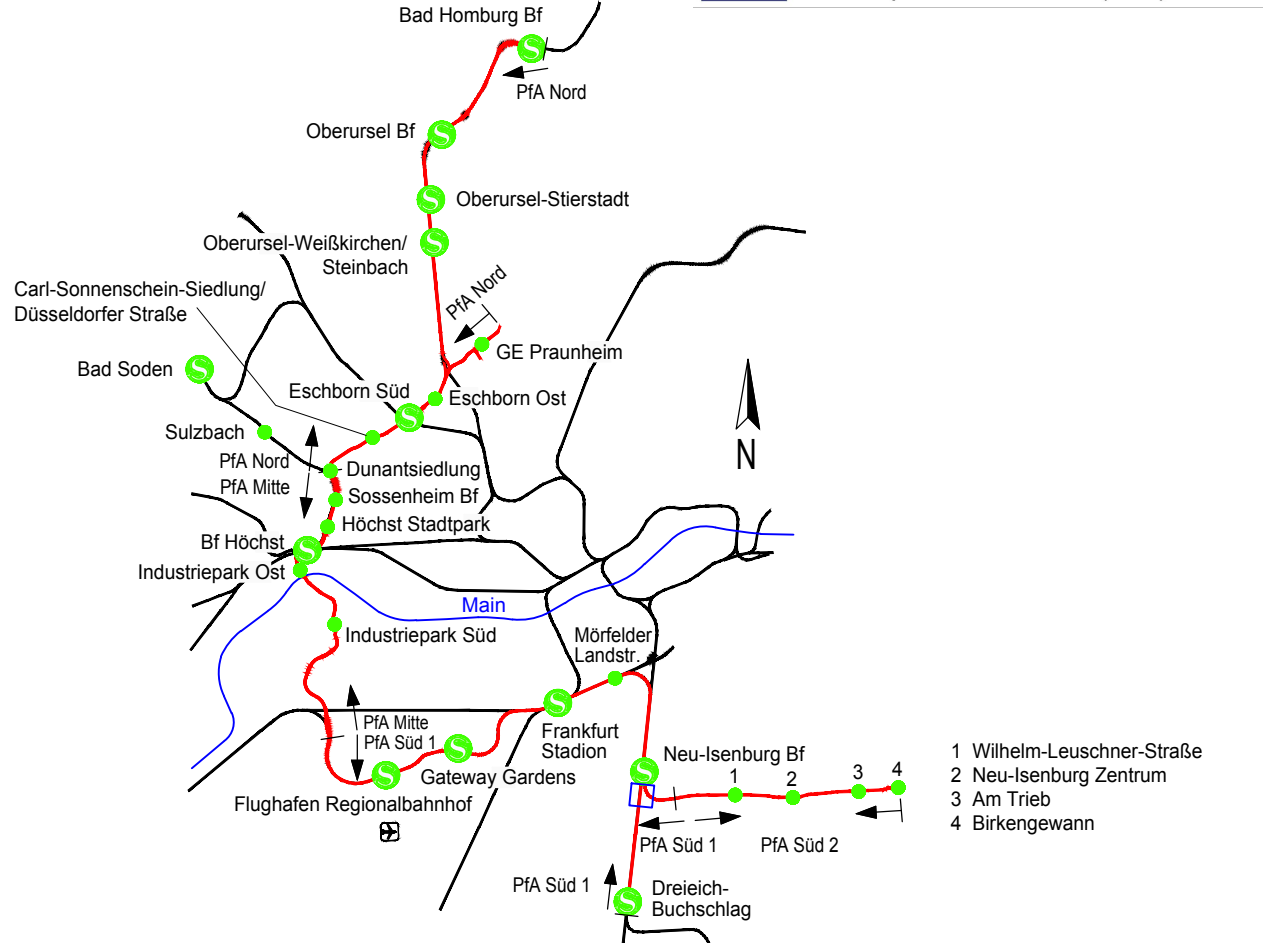 Bad Homburg Bf
PfA Nord
Oberursel Bf
Oberursel-Stierstadt
Oberursel-Weißkirchen/
Steinbach
Carl-Sonnenschein-Siedlung/
Düsseldorfer Straße
PfA Nord
GE Praunheim
Bad Soden
Eschborn Süd
Eschborn Ost
Sulzbach
PfA Nord
PfA Mitte
Dunantsiedlung
Sossenheim Bf
Höchst Stadtpark
Bf Höchst
Industriepark Ost
N
Main
Industriepark Süd
Mörfelder
Landstr.
PfA Mitte
PfA Süd 1
Frankfurt
Stadion
Gateway Gardens
Flughafen Regionalbahnhof
Neu-Isenburg Bf
1 2 3 4
1 Wilhelm-Leuschner-Straße
2 Neu-Isenburg Zentrum
3 Am Trieb
4 Birkengewann
PfA Süd 1
PfA Süd 2
PfA Süd 1
Dreieich-
Buchschlag